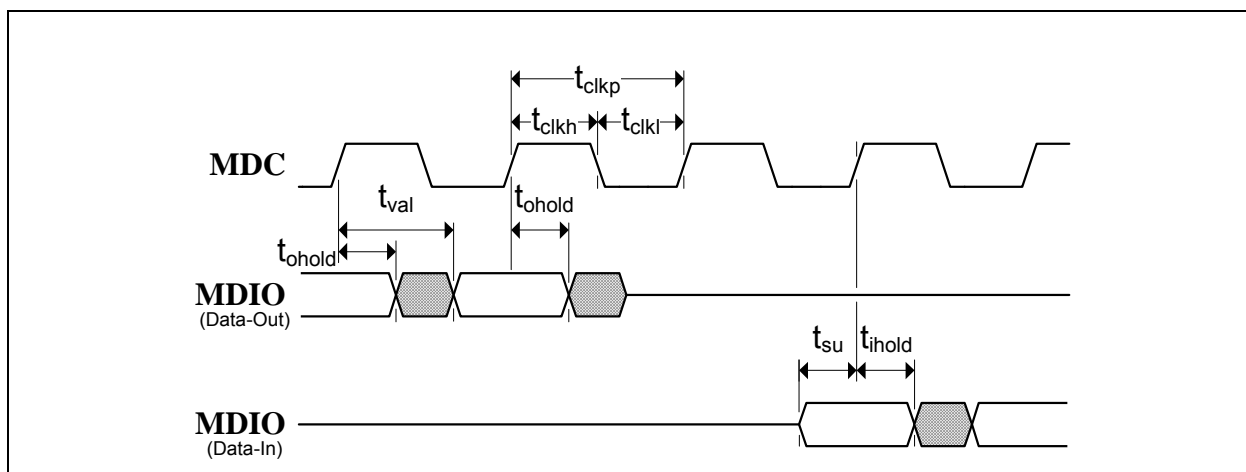 tclkp
tclkh tclkl
MDC
tval tohold
tohold
MDIO
(Data-Out)
tsu tihold
MDIO
(Data-In)